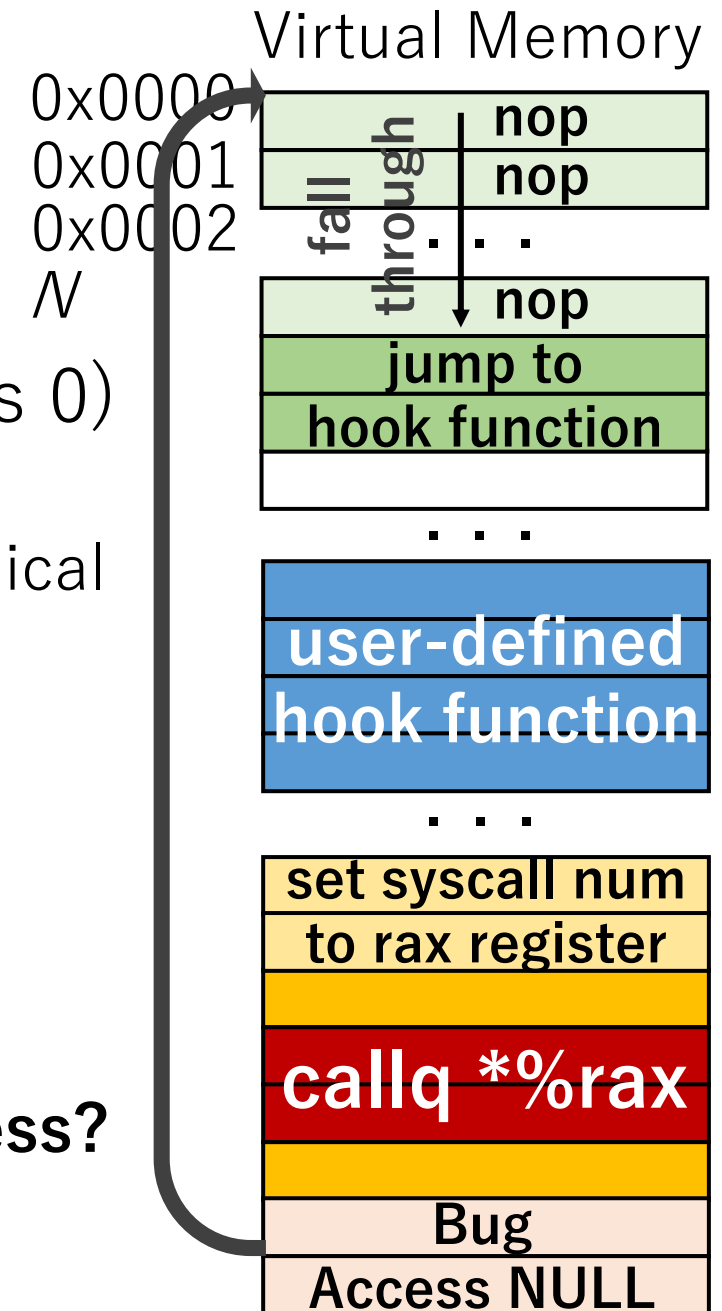 Virtual Memory
0x0000
nop
0x0001
nop
0x0002
. . .
fall
through
N
nop
jump to
s 0)
hook function
. . .
ical
user-defined
hook function
. . .
set syscall num
to rax register
callq *%rax
ess?
Bug
Access NULL